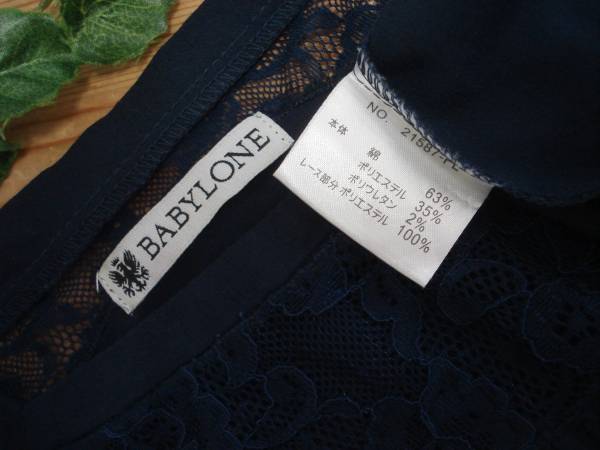 BABYLONE
NO. 21587-FL
本体 綿 63%
ポリエステル 35%
ポリウレタン 2%
レース部分 ポリエステル 100%